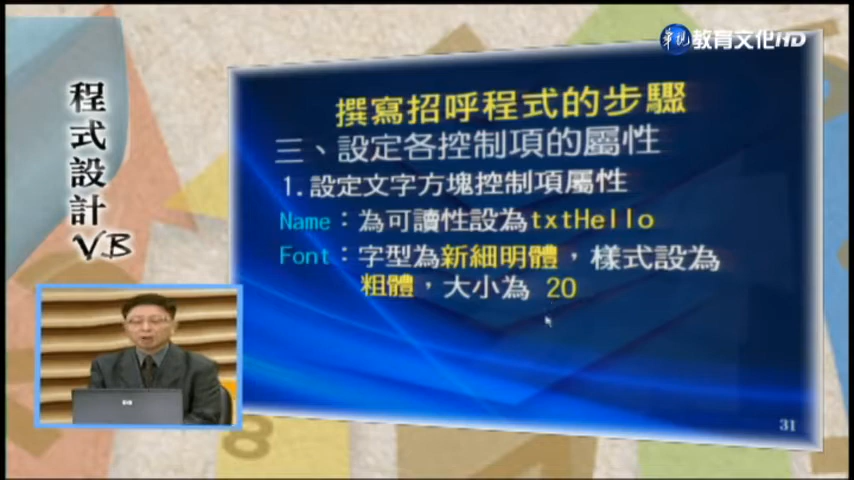 華視 教育文化HD
程式設計
VB
撰寫招呼程式的步驟
三、設定各控制項的屬性
1.設定文字方塊控制項屬性
Name：為可讀性設為txtHello
Font：字型為新細明體，樣式設為
粗體，大小為 20
31
hp
8